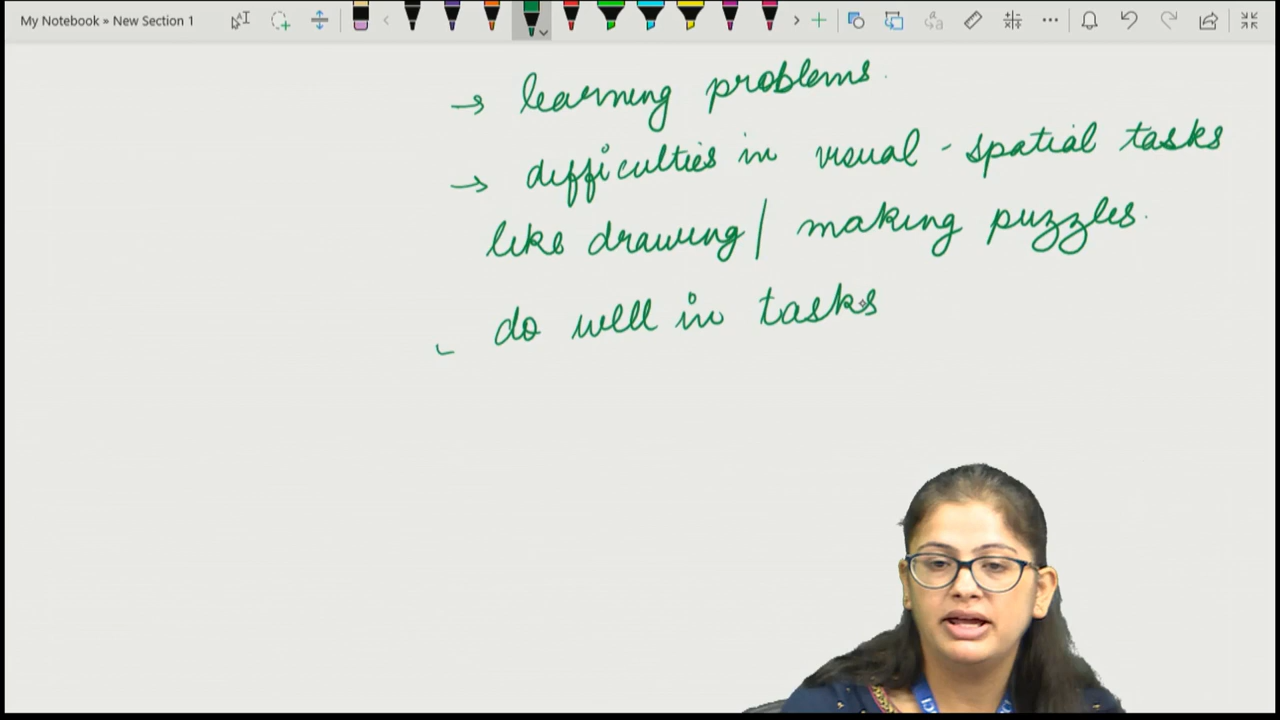 My Notebook » New Section 1
→ learning problems.
→ difficulties in visual - spatial tasks
like drawing / making puzzles.
do well in tasks